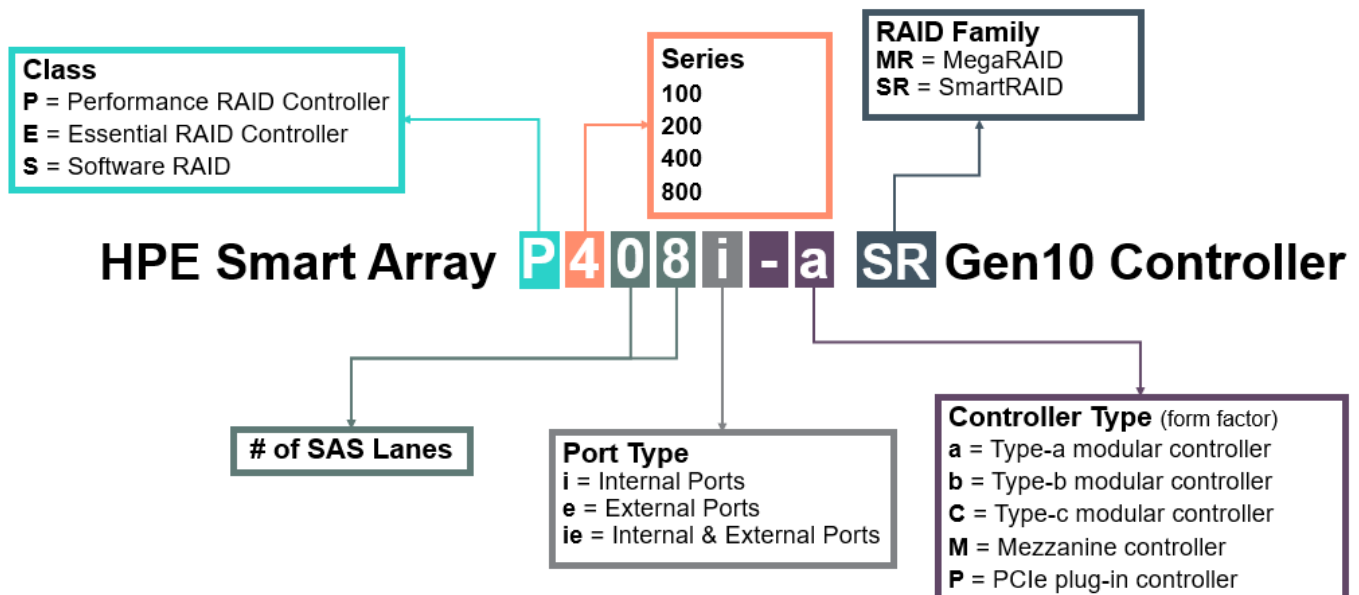 RAID Family
MR = MegaRAID
SR = SmartRAID
Class
P = Performance RAID Controller
E = Essential RAID Controller
S = Software RAID
Series
100
200
400
800
HPE Smart Array P408i-a SR Gen10 Controller
# of SAS Lanes
Port Type
i = Internal Ports
e = External Ports
ie = Internal & External Ports
Controller Type (form factor)
a = Type-a modular controller
b = Type-b modular controller
C = Type-c modular controller
M = Mezzanine controller
P = PCIe plug-in controller